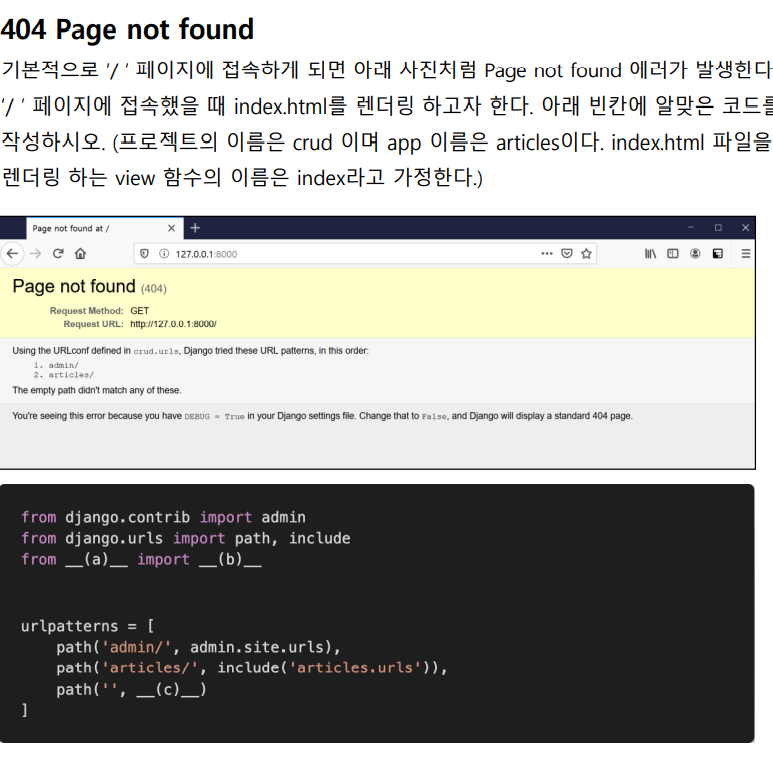 404 Page not found
기본적으로 '/ ' 페이지에 접속하게 되면 아래 사진처럼 Page not found 에러가 발생한다
'/ ' 페이지에 접속했을 때 index.html를 렌더링 하고자 한다. 아래 빈칸에 알맞은 코드를
작성하시오. (프로젝트의 이름은 crud 이며 app 이름은 articles이다. index.html 파일을
렌더링 하는 view 함수의 이름은 index라고 가정한다.)
Page not found at /
127.0.0.1:8000
Page not found (404)
Request Method: GET
Request URL: http://127.0.0.1:8000/
Using the URLconf defined in crud.urls, Django tried these URL patterns, in this order:
1. admin/
2. articles/
The empty path didn't match any of these.
You're seeing this error because you have DEBUG = True in your Django settings file. Change that to False, and Django will display a standard 404 page.
from django.contrib import admin
from django.urls import path, include
from __(a)__ import __(b)__
urlpatterns = [
    path('admin/', admin.site.urls),
    path('articles/', include('articles.urls')),
    path('', __(c)__)
]